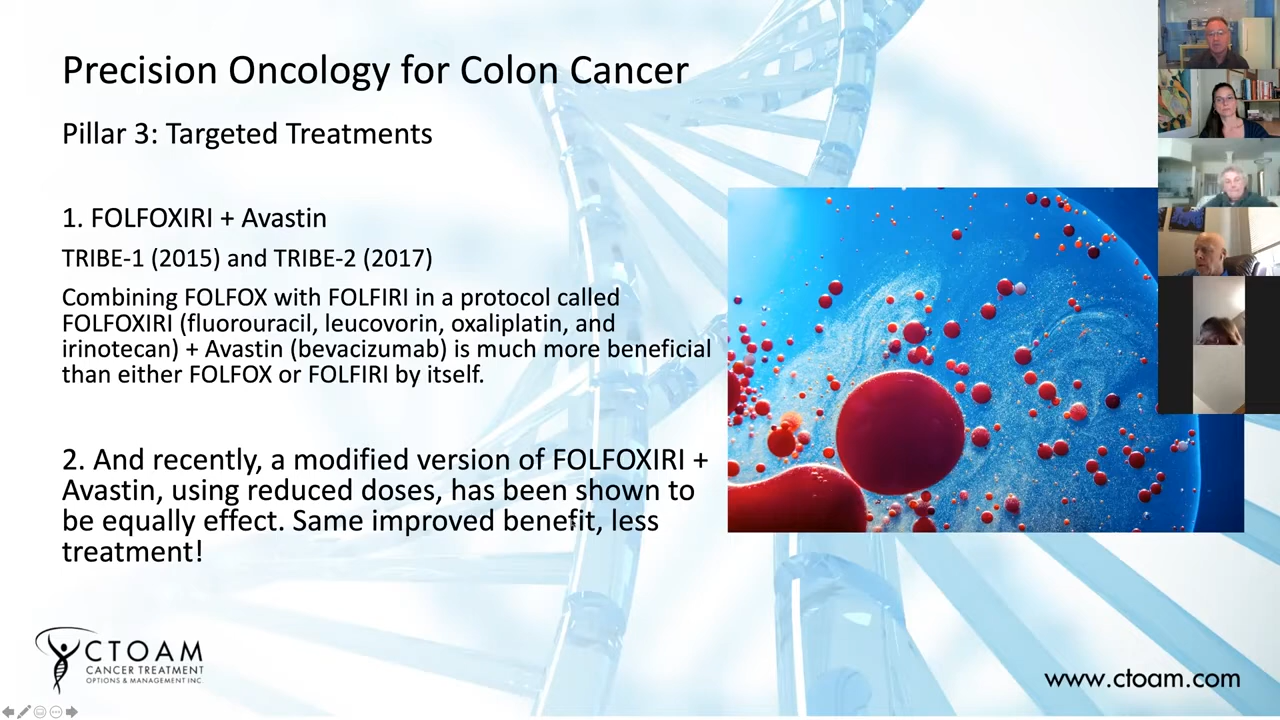 Precision Oncology for Colon Cancer
Pillar 3: Targeted Treatments
1. FOLFOXIRI + Avastin
TRIBE-1 (2015) and TRIBE-2 (2017)
Combining FOLFOX with FOLFIRI in a protocol called
FOLFOXIRI (fluorouracil, leucovorin, oxaliplatin, and
irinotecan) + Avastin (bevacizumab) is much more beneficial
than either FOLFOX or FOLFIRI by itself.
2. And recently, a modified version of FOLFOXIRI +
Avastin, using reduced doses, has been shown to
be equally effect. Same improved benefit, less
treatment!
CTOAM
CANCER TREATMENT
OPTIONS & MANAGEMENT INC
www.ctoam.com